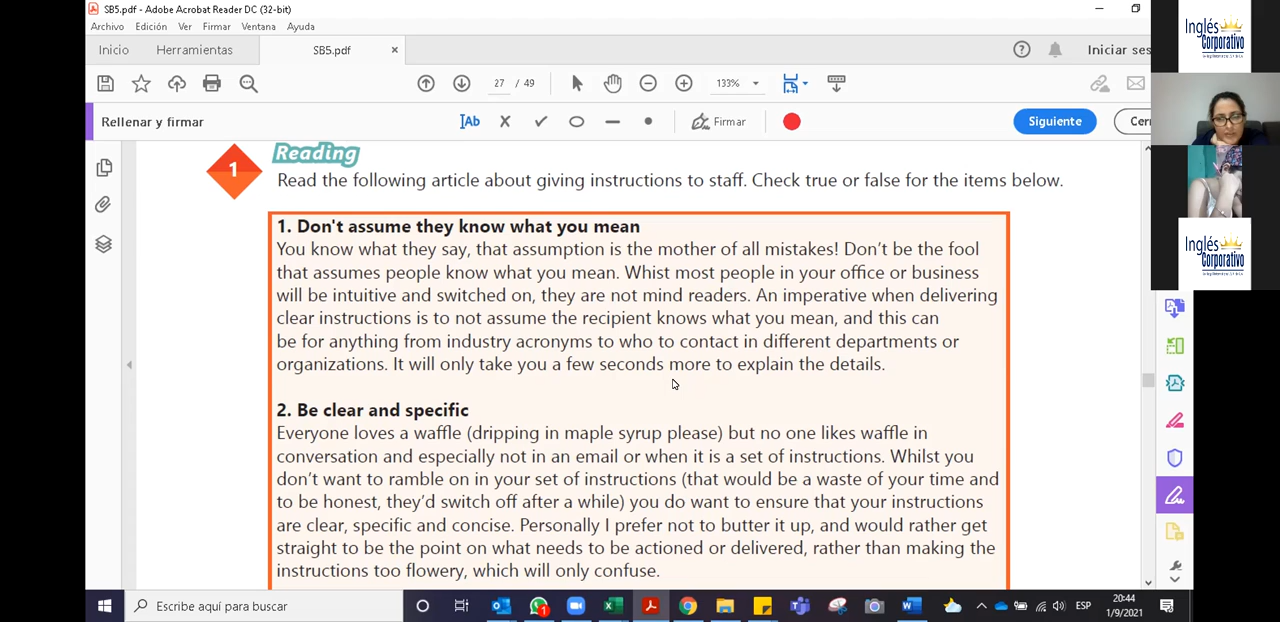 SB5.pdf - Adobe Acrobat Reader DC (32-bit)
Archivo Edición Ver Firmar Ventana Ayuda
Inicio Herramientas SB5.pdf × Iniciar ses
27 / 49 133%
Rellenar y firmar Ab Firmar Siguiente Cerr
Inglés
Corporativo
1 Reading
Read the following article about giving instructions to staff. Check true or false for the items below.
1. Don't assume they know what you mean
You know what they say, that assumption is the mother of all mistakes! Don't be the fool
that assumes people know what you mean. Whist most people in your office or business
will be intuitive and switched on, they are not mind readers. An imperative when delivering
clear instructions is to not assume the recipient knows what you mean, and this can
be for anything from industry acronyms to who to contact in different departments or
organizations. It will only take you a few seconds more to explain the details.
2. Be clear and specific
Everyone loves a waffle (dripping in maple syrup please) but no one likes waffle in
conversation and especially not in an email or when it is a set of instructions. Whilst you
don't want to ramble on in your set of instructions (that would be a waste of your time and
to be honest, they'd switch off after a while) you do want to ensure that your instructions
are clear, specific and concise. Personally I prefer not to butter it up, and would rather get
straight to be the point on what needs to be actioned or delivered, rather than making the
instructions too flowery, which will only confuse.
Inglés
Corporativo
Escribe aquí para buscar
ESP
20:44
1/9/2021